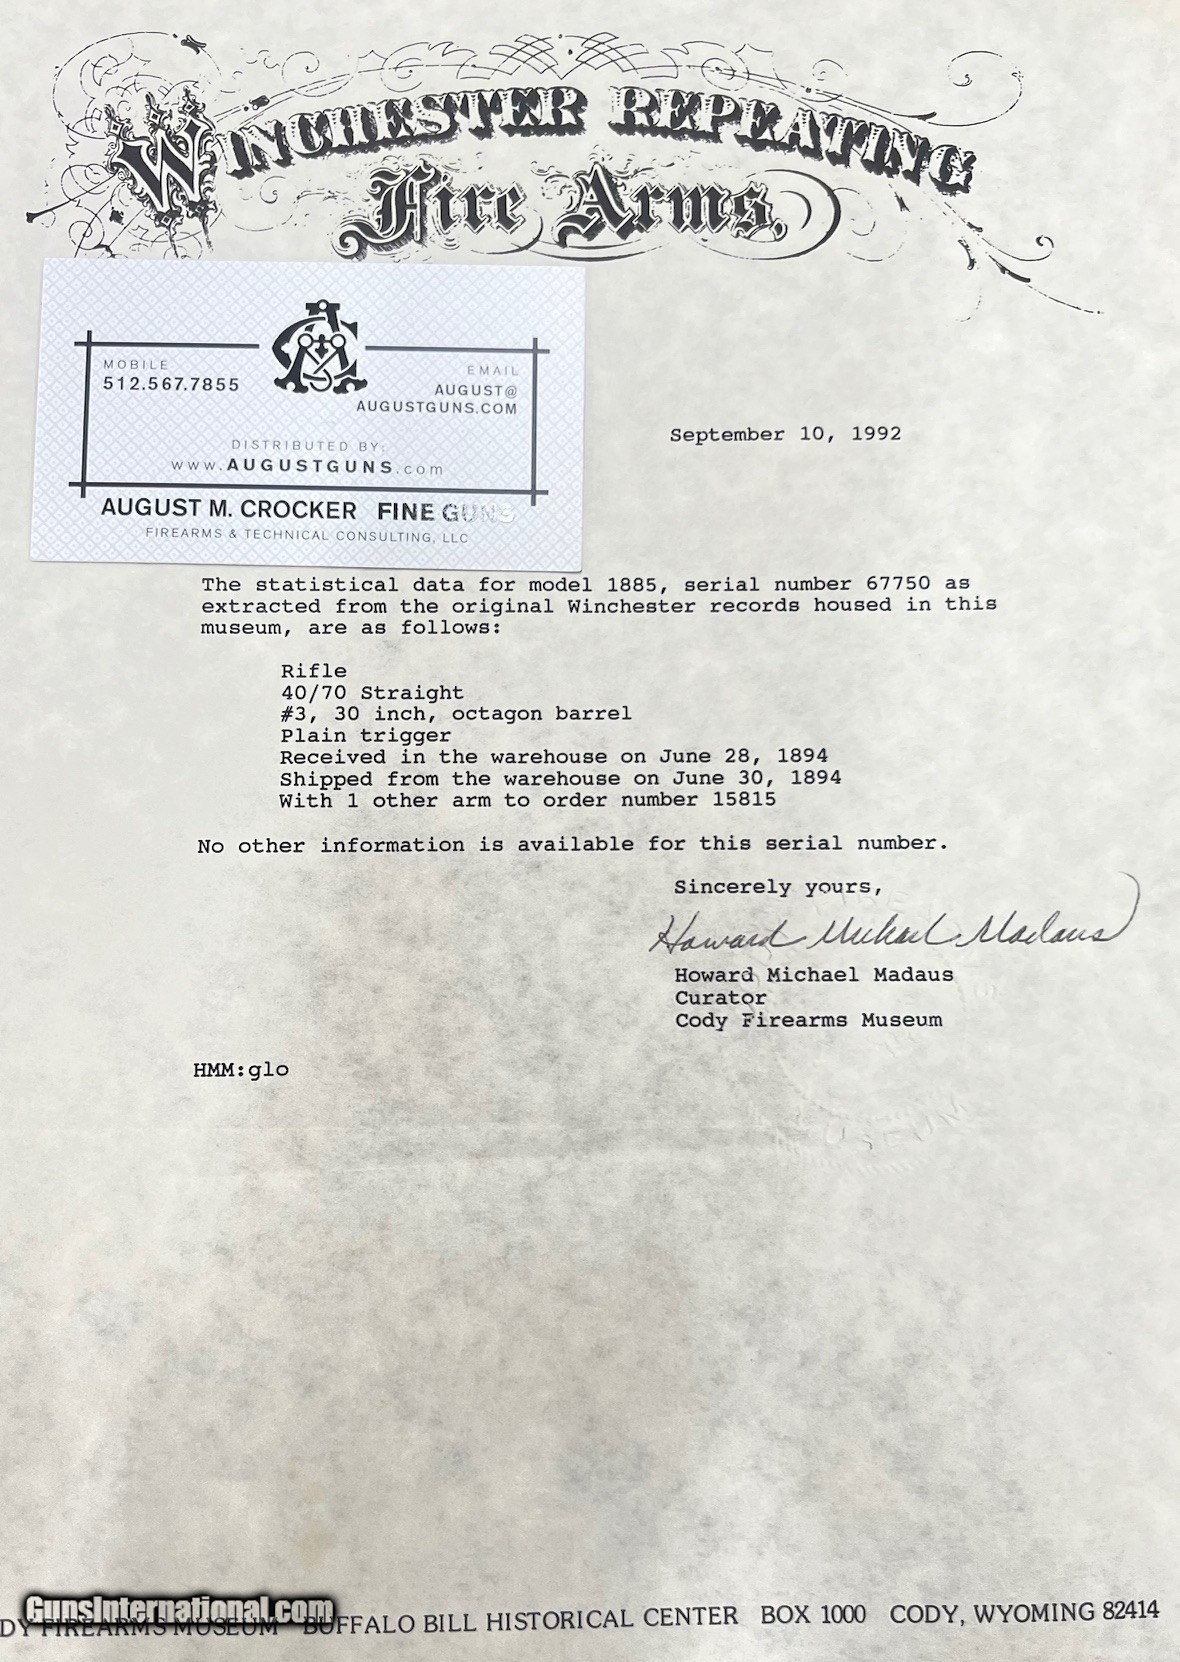 WINCHESTER REPEATING
Fire Arms.
MOBILE
512.567.7855
EMAIL
AUGUST@
AUGUSTGUNS.COM
DISTRIBUTED BY:
www.AUGUSTGUNS.com
AUGUST M. CROCKER FINE GUNS
FIREARMS & TECHNICAL CONSULTING, LLC
September 10, 1992
The statistical data for model 1885, serial number 67750 as
extracted from the original Winchester records housed in this
museum, are as follows:
Rifle
40/70 Straight
#3, 30 inch, octagon barrel
Plain trigger
Received in the warehouse on June 28, 1894
Shipped from the warehouse on June 30, 1894
With 1 other arm to order number 15815
No other information is available for this serial number.
Sincerely yours,
Howard Michael Madaus
Howard Michael Madaus
Curator
Cody Firearms Museum
HMM:glo
MUSEUM
GunsInternational.com
DY FIREARMS MUSEUM BUFFALO BILL HISTORICAL CENTER BOX 1000 CODY, WYOMING 82414